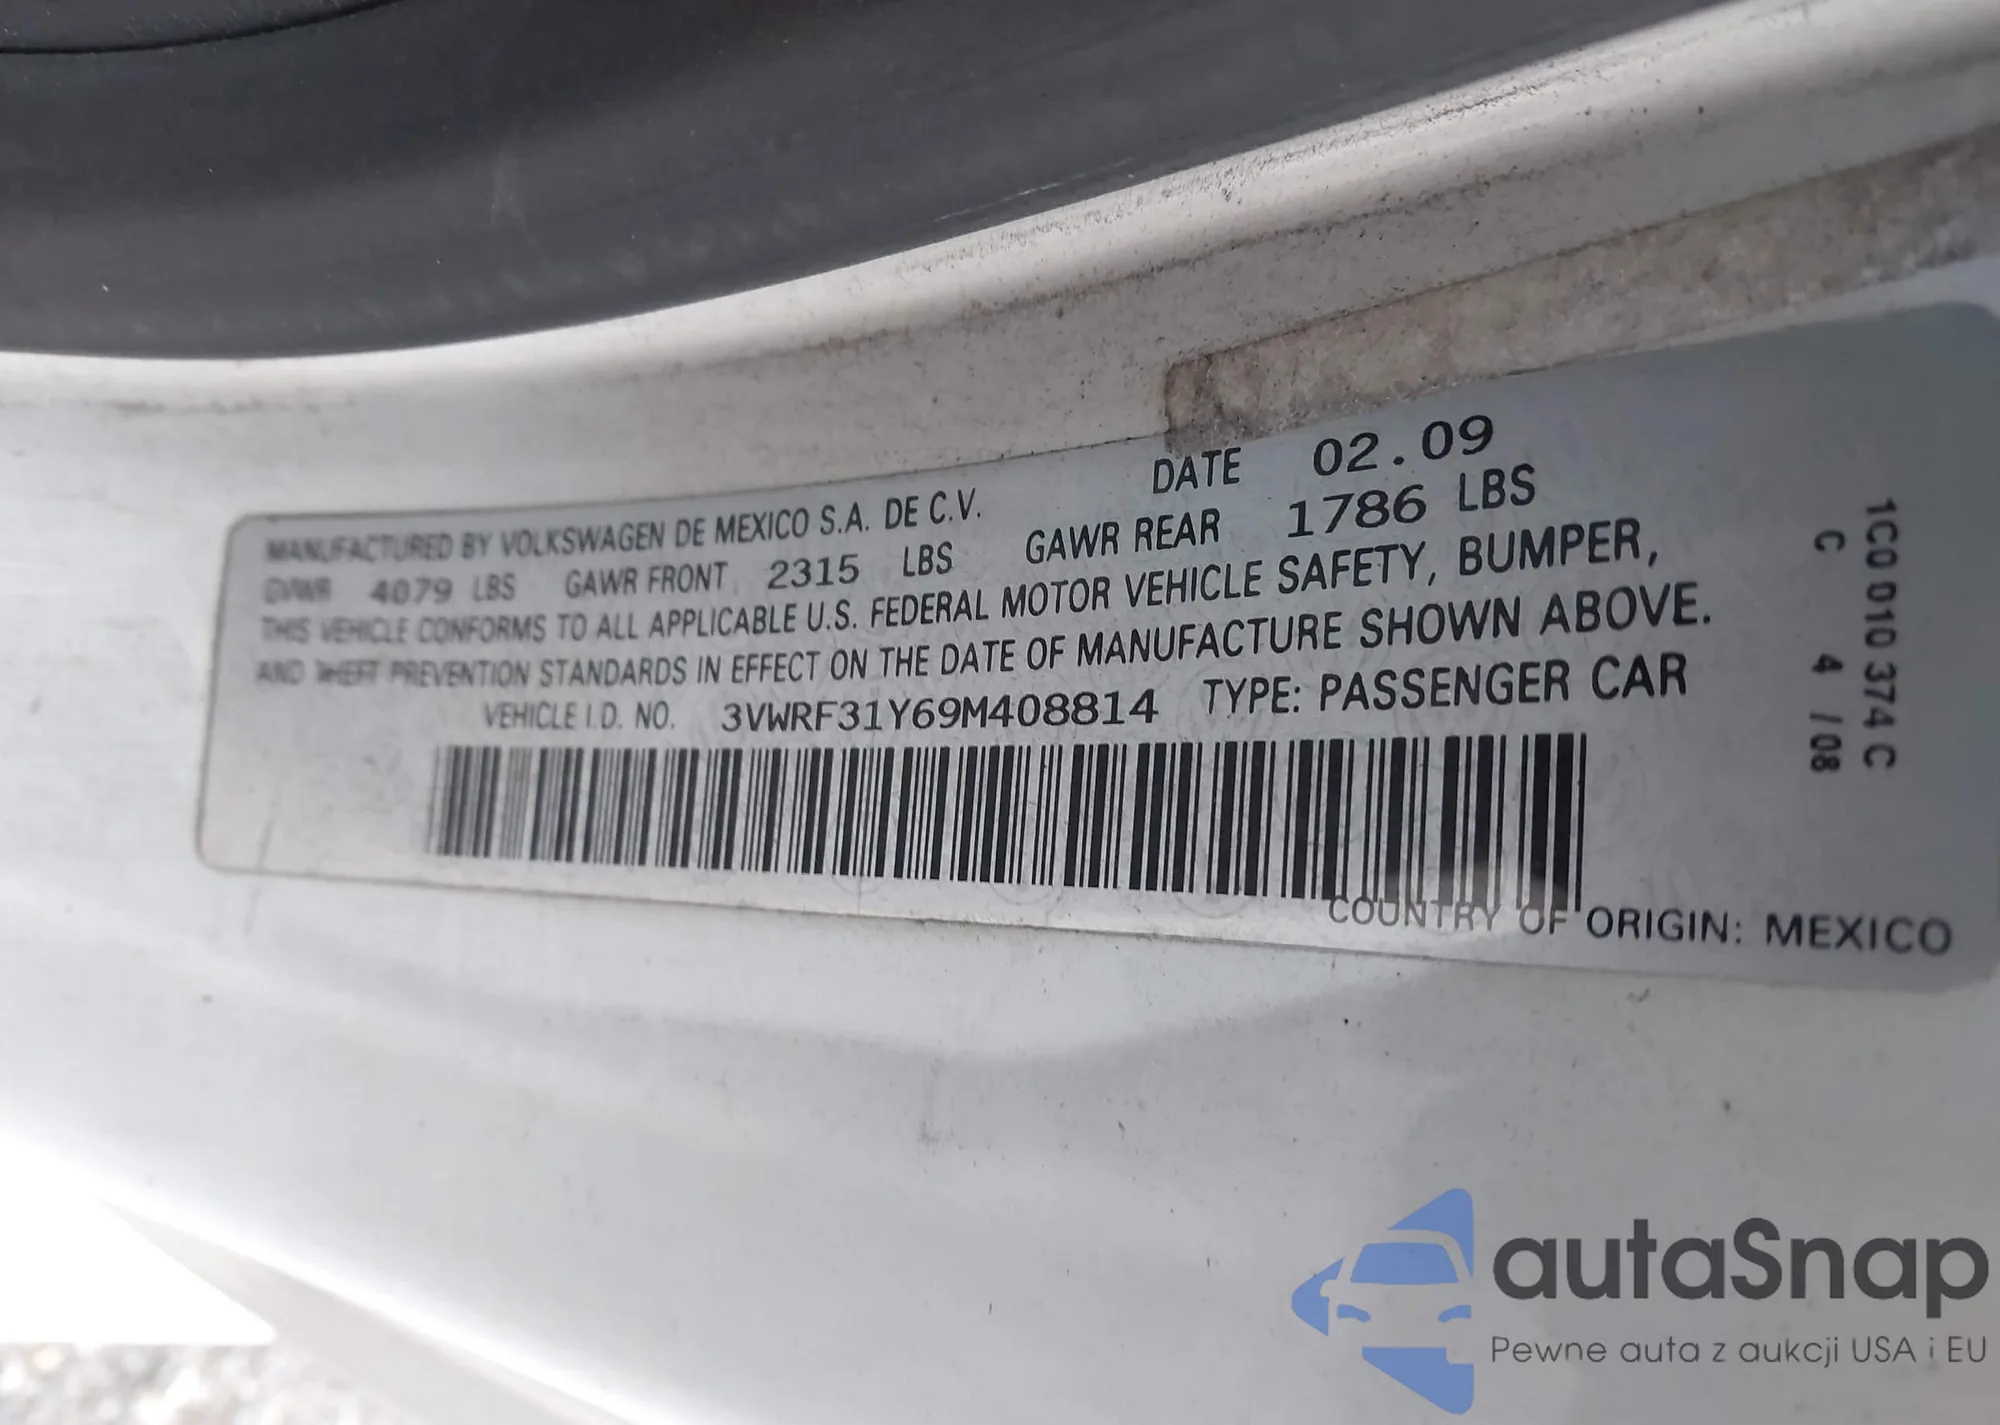 MANUFACTURED BY VOLKSWAGEN DE MEXICO S.A. DE C.V. DATE 02.09
GVWR 4079 LBS GAWR FRONT 2315 LBS GAWR REAR 1786 LBS
THIS VEHICLE CONFORMS TO ALL APPLICABLE U.S. FEDERAL MOTOR VEHICLE SAFETY, BUMPER,
AND THEFT PREVENTION STANDARDS IN EFFECT ON THE DATE OF MANUFACTURE SHOWN ABOVE.
VEHICLE I.D. NO. 3VWRF31Y69M408814 TYPE: PASSENGER CAR
COUNTRY OF ORIGIN: MEXICO
1C0 010 374 C
C 4 /08
autaSnap
Pewne auta z aukcji USA i EU